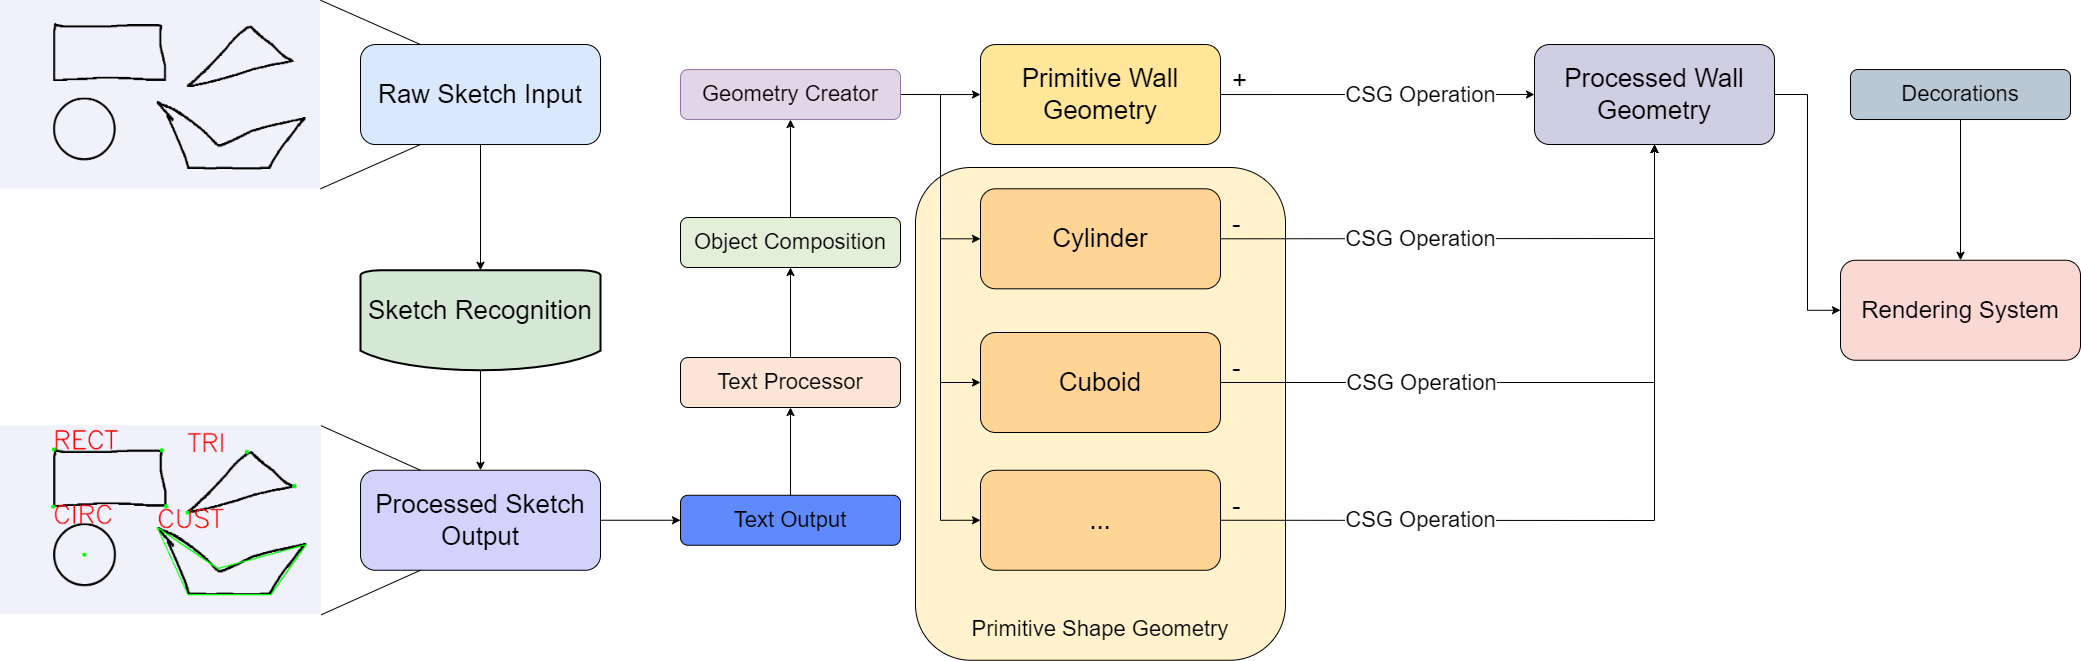 Raw Sketch Input
Sketch Recognition
RECT
TRI
CIRC
CUST
Processed Sketch
Output
Text Output
Text Processor
Object Composition
Geometry Creator
Primitive Wall
Geometry
+
CSG Operation
Cylinder
-
CSG Operation
Cuboid
-
CSG Operation
...
-
CSG Operation
Primitive Shape Geometry
Processed Wall
Geometry
Decorations
Rendering System